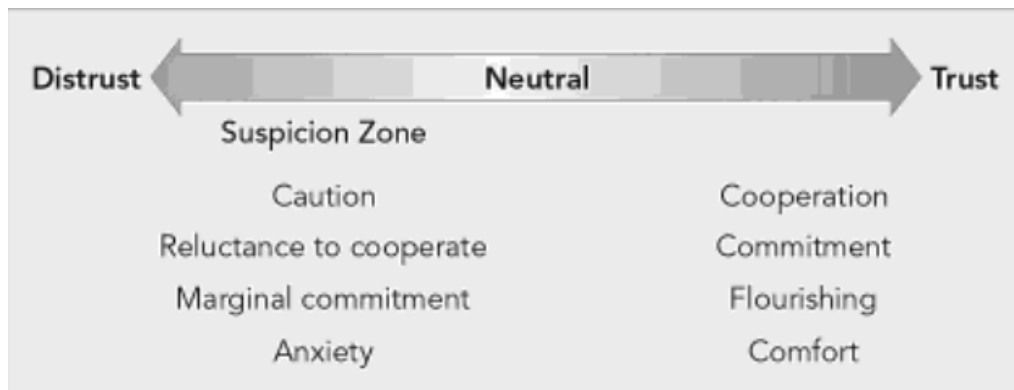 Distrust Neutral Trust
Suspicion Zone
Caution Cooperation
Reluctance to cooperate Commitment
Marginal commitment Flourishing
Anxiety Comfort